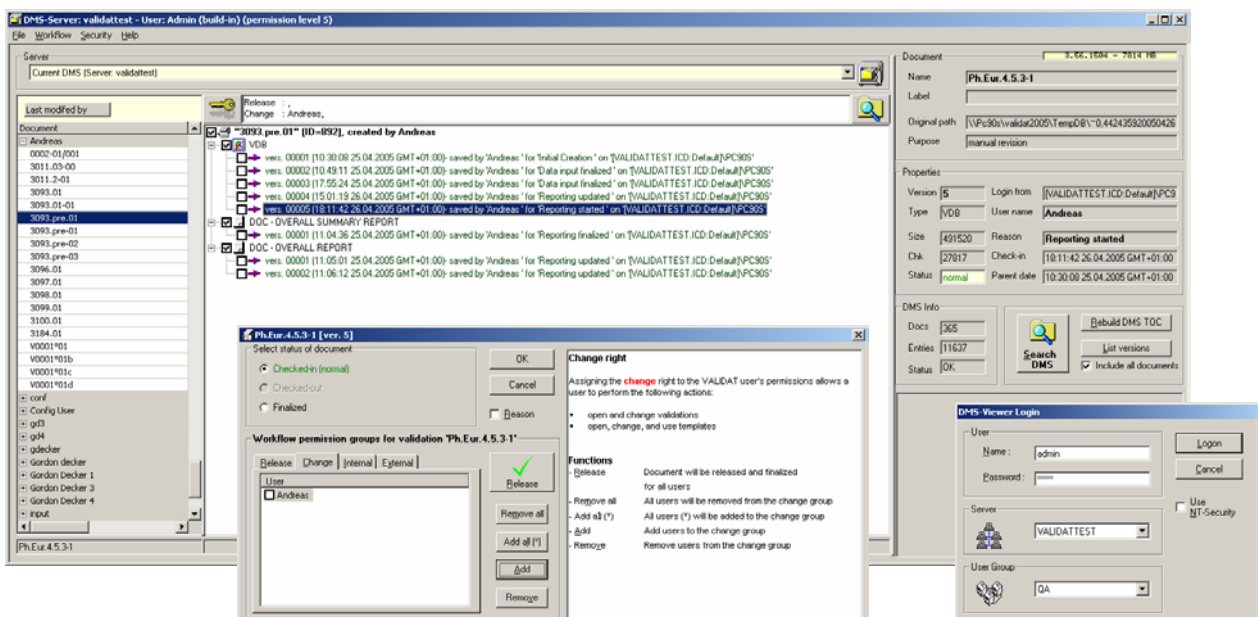 DMS-Server: validattest - User: Admin (build-in) (permission level 5)
File Workflow Security Help
Server
Current DMS (Server: validattest)
Last modifed by
Release : ,
Change : Andreas,
Document
Andreas
0002-01/001
3011.03-00
3011.2-01
3093.01
3093.01-01
3093.pre.01
3093.pre-01
3093.pre-02
3093.pre-03
3096.01
3097.01
3098.01
3099.01
3100.01
3184.01
V0001*01
V0001*01b
V0001*01c
V0001*01d
conf
Config User
gd3
gd4
gdecker
Gordon decker
Gordon Decker 1
Gordon Decker 3
Gordon Decker 4
input
Ph.Eur.4.5.3-1
"3093.pre.01" (ID=892), created by Andreas
VDB
vers. 00001 (10:30:08 25.04.2005 GMT+01:00)- saved by 'Andreas ' for 'Initial Creation ' on '[VALIDATTEST.ICD:Default]\PC90S'
vers. 00002 (10:49:11 25.04.2005 GMT+01:00)- saved by 'Andreas ' for 'Data input finalized ' on '[VALIDATTEST.ICD:Default]\PC90S'
vers. 00003 (17:55:24 25.04.2005 GMT+01:00)- saved by 'Andreas ' for 'Data input finalized ' on '[VALIDATTEST.ICD:Default]\PC90S'
vers. 00004 (15:01:19 26.04.2005 GMT+01:00)- saved by 'Andreas ' for 'Reporting updated ' on '[VALIDATTEST.ICD:Default]\PC90S'
vers. 00005 (18:11:42 26.04.2005 GMT+01:00)- saved by 'Andreas ' for 'Reporting started ' on '[VALIDATTEST.ICD:Default]\PC90S'
DOC - OVERALL SUMMARY REPORT
vers. 00001 (11:04:36 25.04.2005 GMT+01:00)- saved by 'Andreas ' for 'Reporting finalized ' on '[VALIDATTEST.ICD:Default]\PC90S'
DOC - OVERALL REPORT
vers. 00001 (11:05:01 25.04.2005 GMT+01:00)- saved by 'Andreas ' for 'Reporting updated ' on '[VALIDATTEST.ICD:Default]\PC90S'
vers. 00002 (11:06:12 25.04.2005 GMT+01:00)- saved by 'Andreas ' for 'Reporting updated ' on '[VALIDATTEST.ICD:Default]\PC90S'
Document
3.56.1504 - 7814 MB
Name Ph.Eur.4.5.3-1
Label
Original path \\Pc90s\validat2005\TempDB\~0,442435920050426
Purpose manual revision
Properties
Version 5 Login from [VALIDATTEST.ICD:Default]\PC9
Type VDB User name Andreas
Size 491520 Reason Reporting started
Chk. 27817 Check-in 18:11:42 26.04.2005 GMT+01:00
Status normal Parent date 10:30:08 25.04.2005 GMT+01:00
DMS Info
Docs 365
Entries 11637
Status OK
Search DMS
Rebuild DMS TOC
List versions
Include all documents
Ph.Eur.4.5.3-1 [ver. 5]
Select status of document
Checked-in (normal)
Checked-out
Finalized
OK
Cancel
Reason
Workflow permission groups for validation 'Ph.Eur.4.5.3-1'
Release Change Internal External
User
Andreas
Release
Remove all
Add all (*)
Add
Remove
Change right
Assigning the change right to the VALIDAT user's permissions allows a
user to perform the following actions:
• open and change validations
• open, change, and use templates
Functions
- Release Document will be released and finalized
for all users
- Remove all All users will be removed from the change group
- Add all (*) All users (*) will be added to the change group
- Add Add users to the change group
- Remove Remove users from the change group
DMS-Viewer Login
User
Name : admin
Password :
Logon
Cancel
Use
NT-Security
Server
VALIDATTEST
User Group
QA